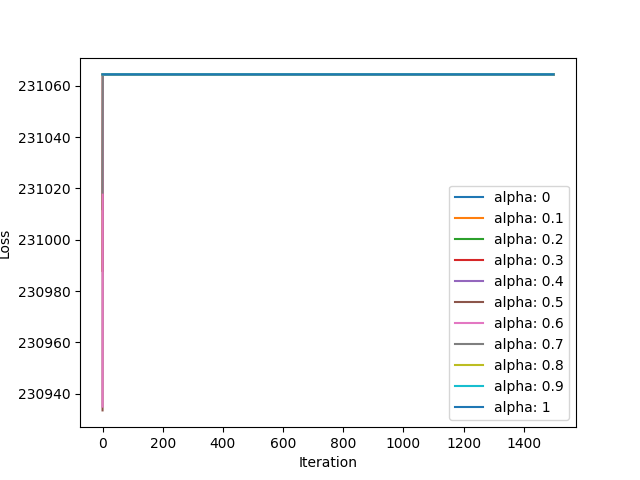 231060
231040
231020
231000
230980
230960
230940
Loss
0
200
400
600
800
1000
1200
1400
Iteration
alpha: 0
alpha: 0.1
alpha: 0.2
alpha: 0.3
alpha: 0.4
alpha: 0.5
alpha: 0.6
alpha: 0.7
alpha: 0.8
alpha: 0.9
alpha: 1